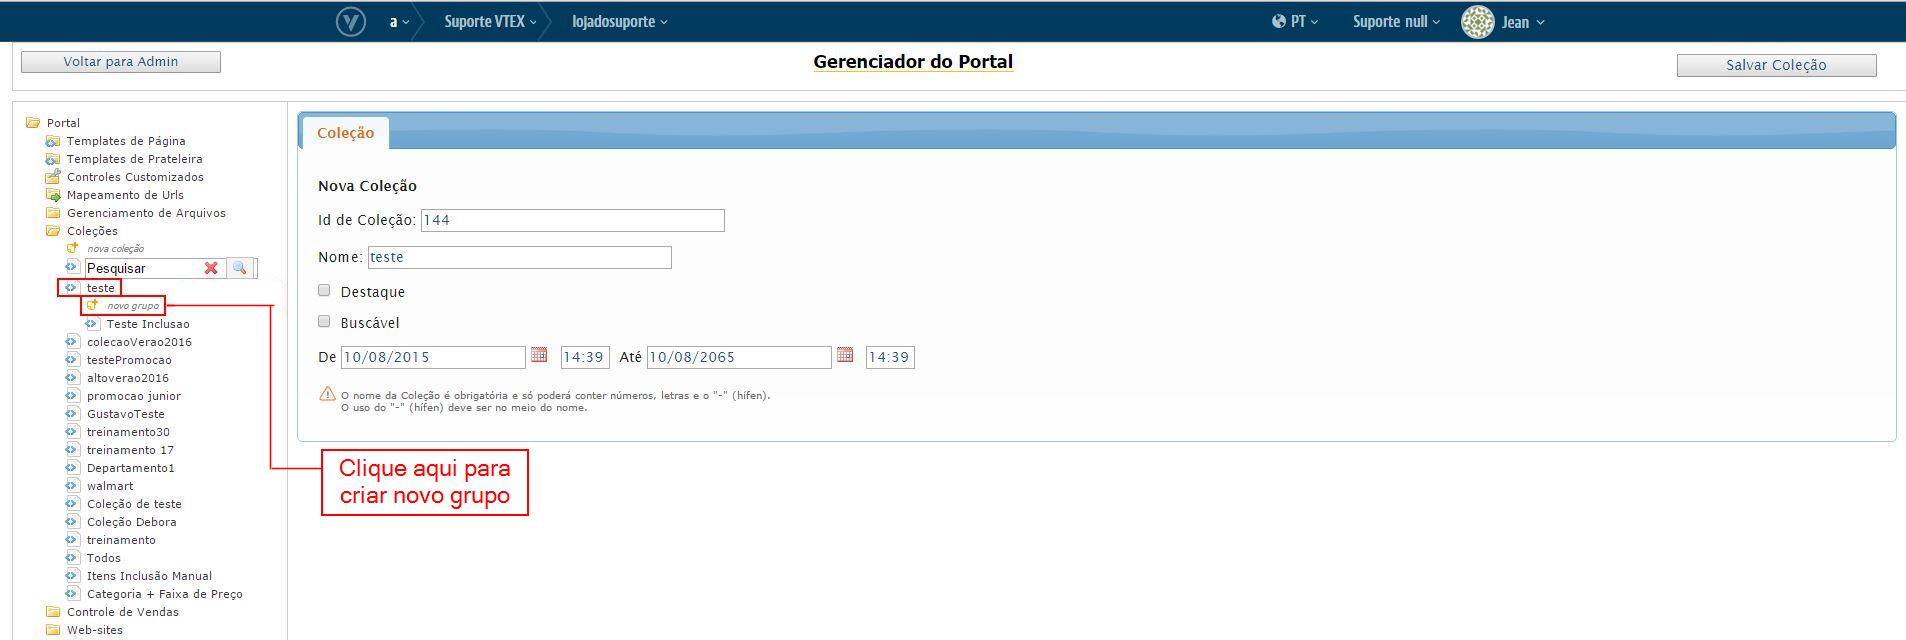 a Suporte VTEX lojadosuporte PT Suporte null Jean
Voltar para Admin Gerenciador do Portal Salvar Coleção
Portal
Templates de Página
Templates de Prateleira
Controles Customizados
Mapeamento de Urls
Gerenciamento de Arquivos
Coleções
nova coleção
Pesquisar
teste
novo grupo
Teste Inclusao
colecaoVerao2016
testePromocao
altoverao2016
promocao junior
GustavoTeste
treinamento30
treinamento 17
Departamento1
walmart
Coleção de teste
Coleção Debora
treinamento
Todos
Itens Inclusão Manual
Categoria + Faixa de Preço
Controle de Vendas
Web-sites
Coleção
Nova Coleção
Id de Coleção: 144
Nome: teste
Destaque
Buscável
De 10/08/2015 14:39 Até 10/08/2065 14:39
O nome da Coleção é obrigatória e só poderá conter números, letras e o "-" (hífen).
O uso do "-" (hífen) deve ser no meio do nome.
Clique aqui para
criar novo grupo